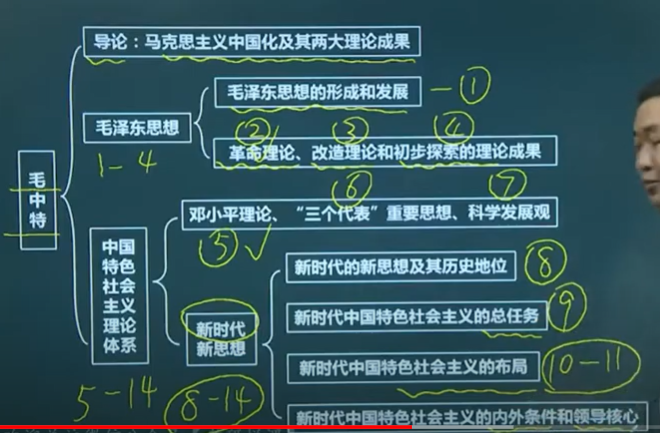 导论：马克思主义中国化及其两大理论成果
毛泽东思想的形成和发展 —①
毛泽东思想
② ③ ④
1-4
革命理论、改造理论和初步探索的理论成果
毛中特
⑥ ⑦
邓小平理论、“三个代表”重要思想、科学发展观
⑤✓
中国特色社会主义理论体系
新时代的新思想及其历史地位 ⑧
新时代中国特色社会主义的总任务 ⑨
新时代新思想
新时代中国特色社会主义的布局 10-11
5-14 8-14
新时代中国特色社会主义的内外条件和领导核心